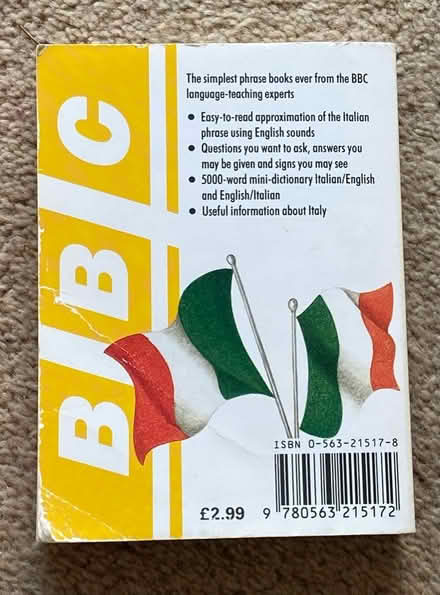 BBC
The simplest phrase books ever from the BBC
language-teaching experts
• Easy-to-read approximation of the Italian
phrase using English sounds
• Questions you want to ask, answers you
may be given and signs you may see
• 5000-word mini-dictionary Italian/English
and English/Italian
• Useful information about Italy
ISBN 0-563-21517-8
£2.99
9 780563 215172